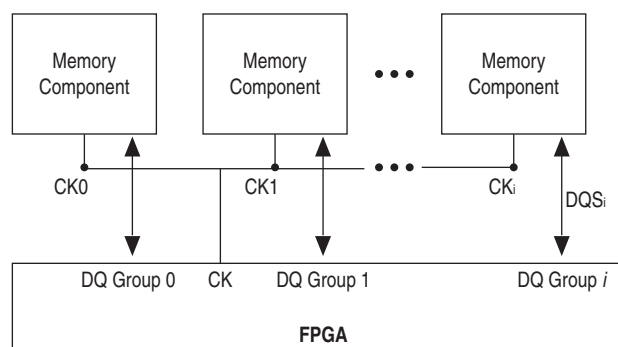 Memory
Component
Memory
Component
Memory
Component
CK0
CK1
CKi
DQSi
DQ Group 0
CK
DQ Group 1
DQ Group i
FPGA